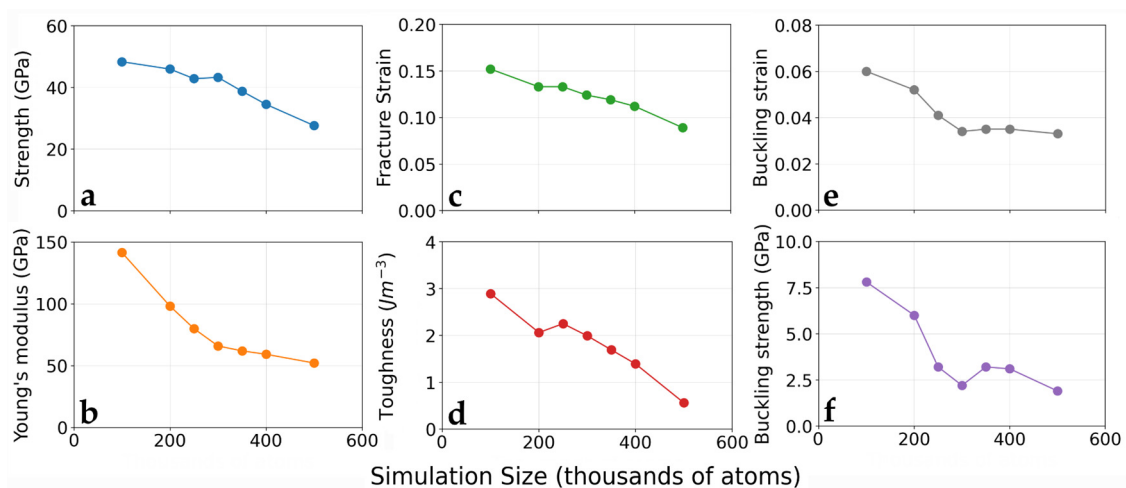 60
40
20
0
Strength (GPa)
a
0.20
0.15
0.10
0.05
0.00
Fracture Strain
c
0.08
0.06
0.04
0.02
0.00
Buckling strain
e
150
100
50
0
Young's modulus (GPa)
b
0 200 400 600
4
3
2
1
0
Toughness (Jm⁻³)
d
0 200 400 600
10.0
7.5
5.0
2.5
0.0
Buckling strength (GPa)
f
0 200 400 600
Simulation Size (thousands of atoms)